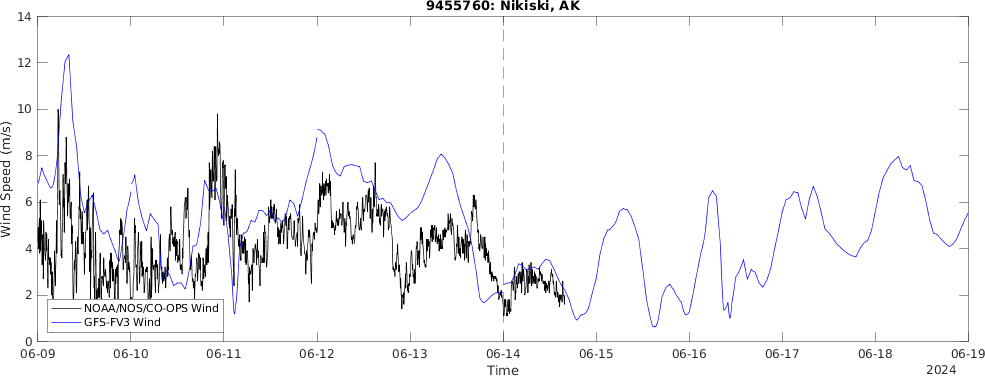 9455760: Nikiski, AK
14
12
10
8
6
4
2
0
Wind Speed (m/s)
NOAA/NOS/CO-OPS Wind
GFS-FV3 Wind
06-09 06-10 06-11 06-12 06-13 06-14 06-15 06-16 06-17 06-18 06-19
Time
2024